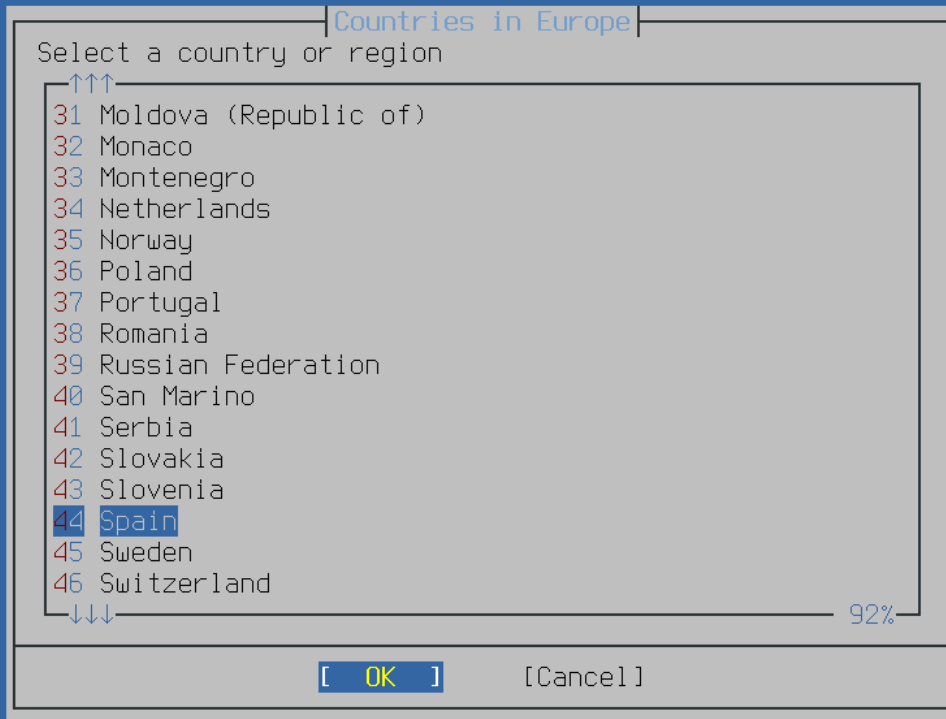 Countries in Europe
Select a country or region
↑↑↑
31 Moldova (Republic of)
32 Monaco
33 Montenegro
34 Netherlands
35 Norway
36 Poland
37 Portugal
38 Romania
39 Russian Federation
40 San Marino
41 Serbia
42 Slovakia
43 Slovenia
44 Spain
45 Sweden
46 Switzerland
↓↓↓ 92%
[ OK ] [Cancel]